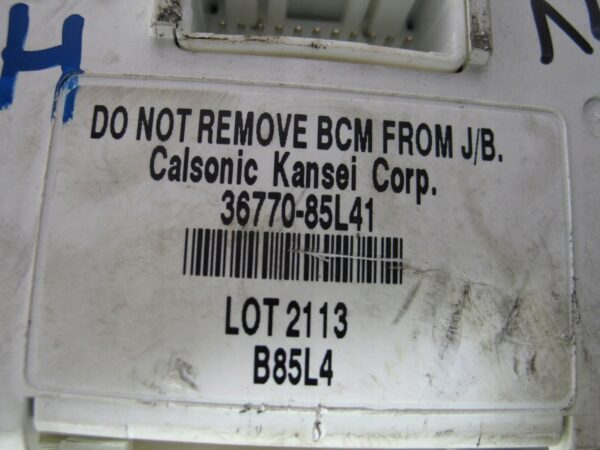 H
DO NOT REMOVE BCM FROM J/B.
Calsonic Kansei Corp.
36770-85L41
LOT 2113
B85L4